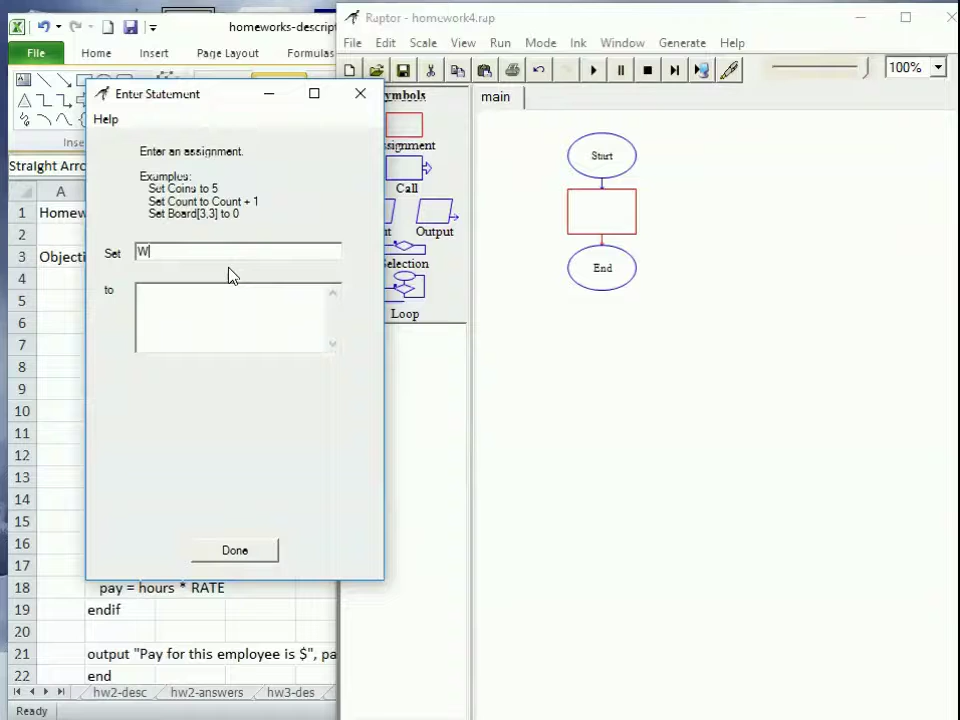 homeworks-descript
File
Home
Insert
Page Layout
Formulas
Inse
Straight Arro
A
1
Homew
2
3
Objecti
4
5
6
7
8
9
10
11
12
13
14
15
16
17
18
pay = hours * RATE
19
endif
20
21
output "Pay for this employee is $", pa
22
end
hw2-desc
hw2-answers
hw3-des
Ready
Enter Statement
Help
Enter an assignment.
Examples:
Set Coins to 5
Set Count to Count + 1
Set Board[3,3] to 0
Set
W
to
Done
Raptor - homework4.rap
File
Edit
Scale
View
Run
Mode
Ink
Window
Generate
Help
100%
ymbols
ssignment
Call
ut
Output
Selection
Loop
main
Start
End